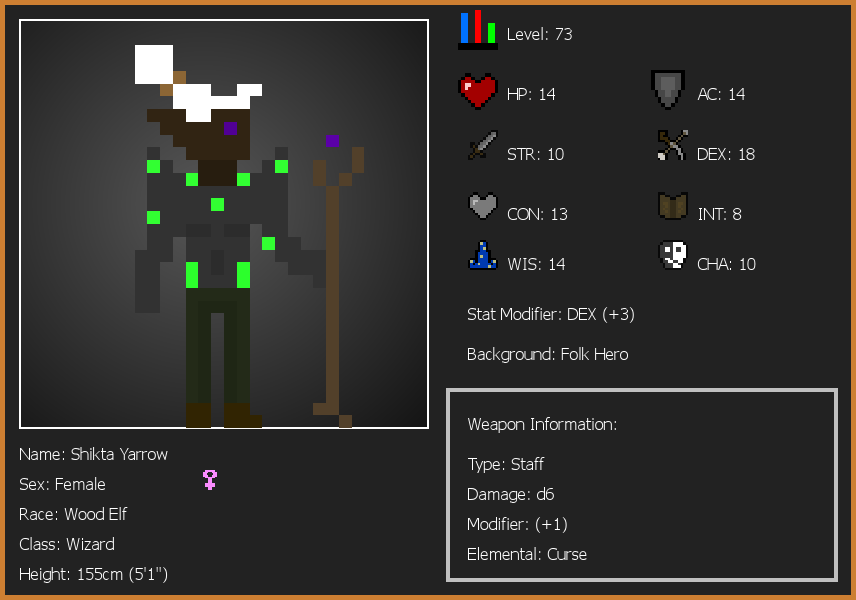 Level: 73
HP: 14
AC: 14
STR: 10
DEX: 18
CON: 13
INT: 8
WIS: 14
CHA: 10
Stat Modifier: DEX (+3)
Background: Folk Hero
Weapon Information:
Type: Staff
Damage: d6
Modifier: (+1)
Elemental: Curse
Name: Shikta Yarrow
Sex: Female
Race: Wood Elf
Class: Wizard
Height: 155cm (5'1")